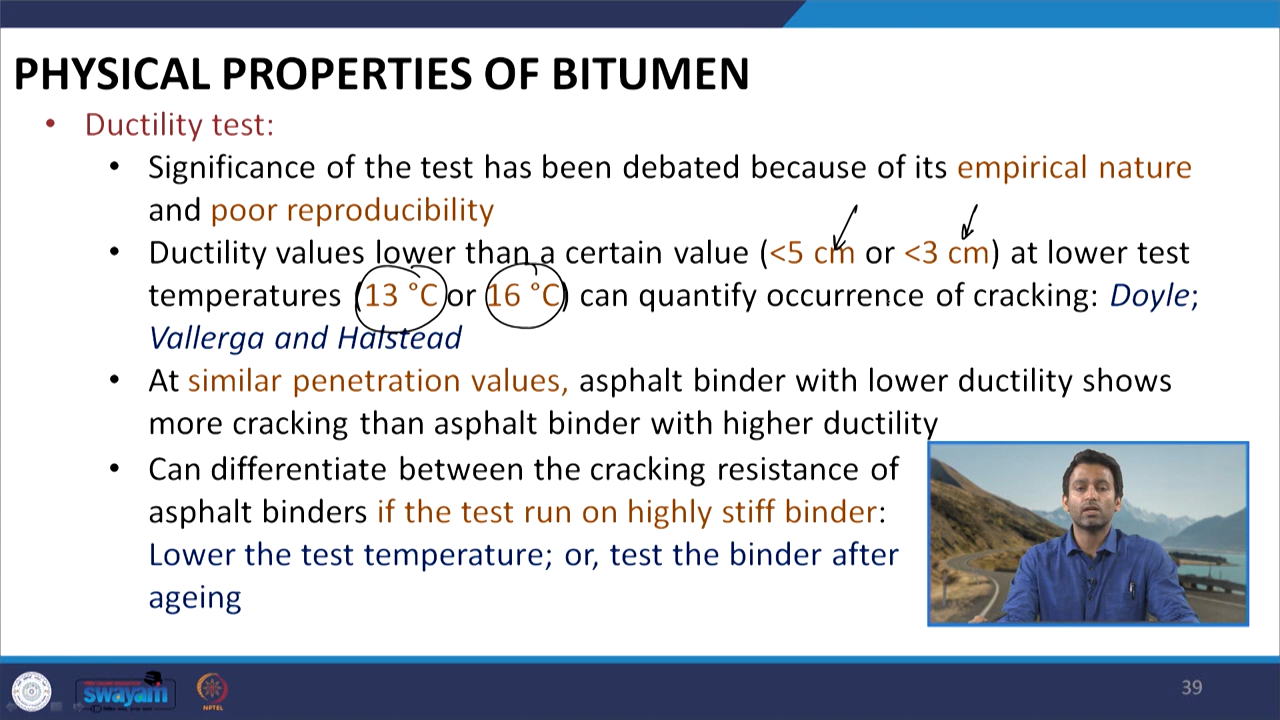 PHYSICAL PROPERTIES OF BITUMEN
• Ductility test:
• Significance of the test has been debated because of its empirical nature
and poor reproducibility
• Ductility values lower than a certain value (<5 cm or <3 cm) at lower test
temperatures (13 °C or 16 °C) can quantify occurrence of cracking: Doyle;
Vallerga and Halstead
• At similar penetration values, asphalt binder with lower ductility shows
more cracking than asphalt binder with higher ductility
• Can differentiate between the cracking resistance of
asphalt binders if the test run on highly stiff binder:
Lower the test temperature; or, test the binder after
ageing
swayam
NPTEL
39